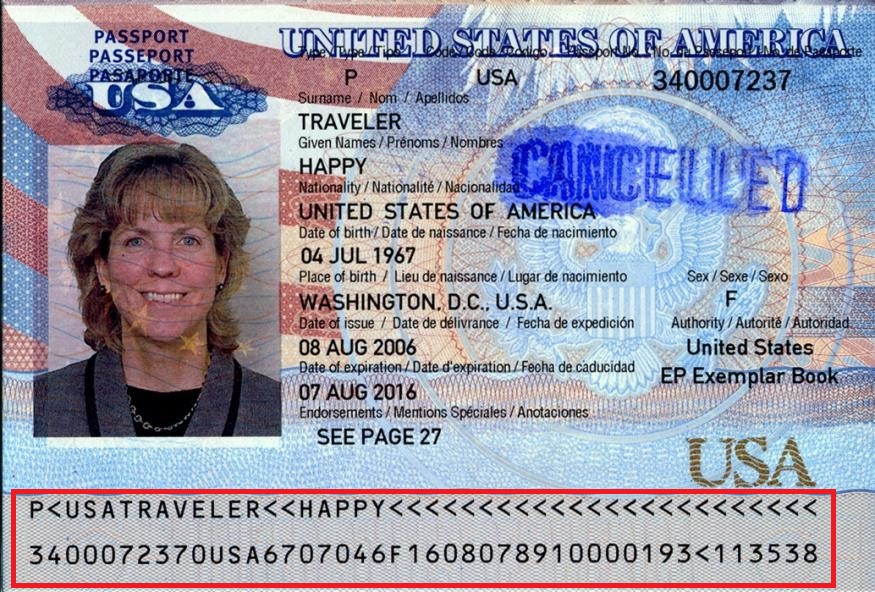 PASSPORT
PASSEPORT
PASAPORTE
USA
UNITED STATES OF AMERICA
Type / Type / Tipo Code / Code / Código Passport No. / No. du Passeport / No. de Pasaporte
P USA 340007237
Surname / Nom / Apellidos
TRAVELER
Given Names / Prénoms / Nombres
HAPPY
Nationality / Nationalité / Nacionalidad
UNITED STATES OF AMERICA
CANCELLED
Date of birth / Date de naissance / Fecha de nacimiento
04 JUL 1967
Place of birth / Lieu de naissance / Lugar de nacimiento Sex / Sexe / Sexo
WASHINGTON, D.C., U.S.A. F
Date of issue / Date de délivrance / Fecha de expedición Authority / Autorité / Autoridad
08 AUG 2006 United States
Date of expiration / Date d'expiration / Fecha de caducidad EP Exemplar Book
07 AUG 2016
Endorsements / Mentions Spéciales / Anotaciones
SEE PAGE 27
USA
P<USATRAVELER<<HAPPY<<<<<<<<<<<<<<<<<<<<<<<<
3400072370USA6707046F1608078910000193<113538